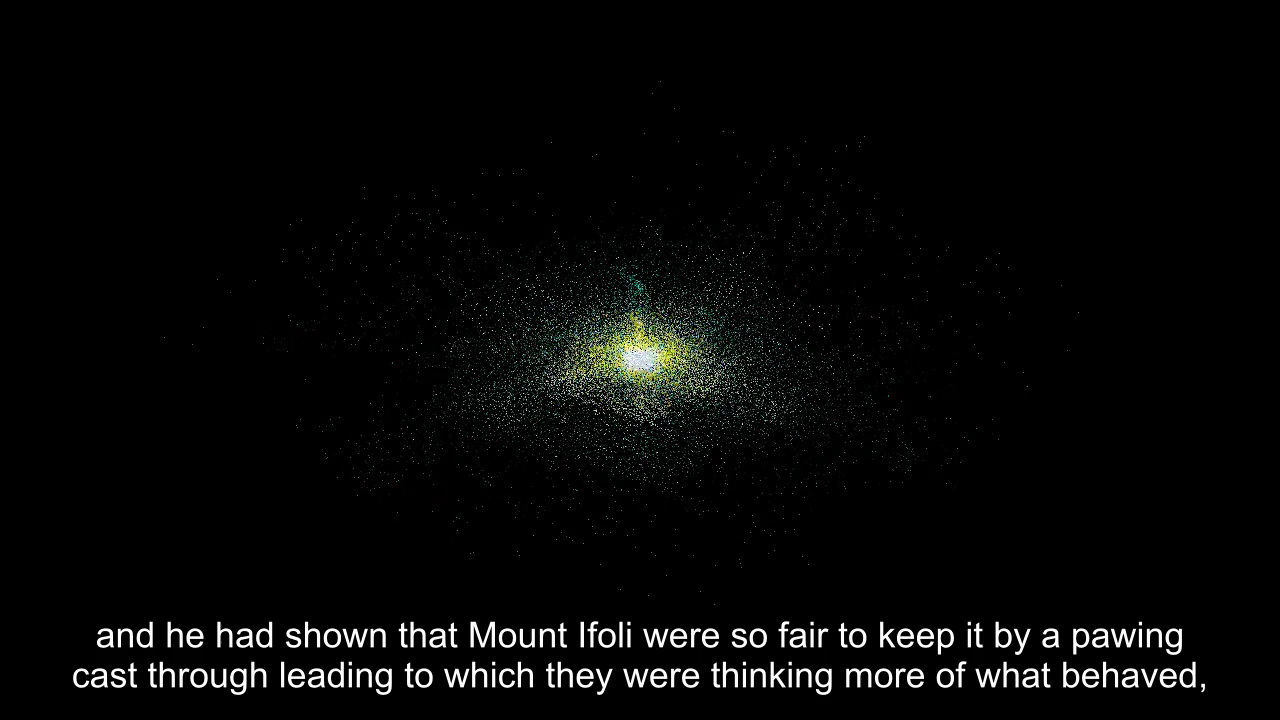 and he had shown that Mount Ifoli were so fair to keep it by a pawing
cast through leading to which they were thinking more of what behaved,